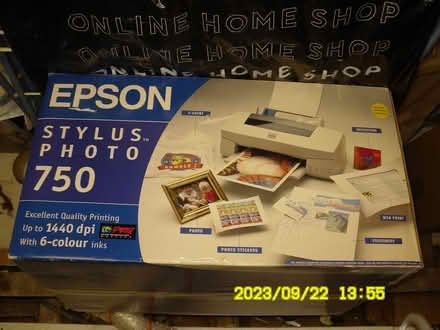 ONLINE HOME SHOP
ONLINE HOME SHOP
ONLINE HOME SHOP
EPSON
STYLUS
PHOTO
750
Excellent Quality Printing
Up to 1440 dpi
With 6-colour inks
PHOTO
PHOTO STICKERS
2023/09/22 13:55